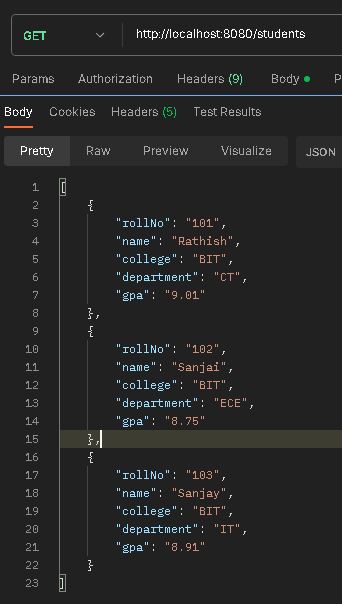 GET http://localhost:8080/students
Params Authorization Headers (9) Body P
Body Cookies Headers (5) Test Results
Pretty Raw Preview Visualize JSON
1 [
2 {
3 "rollNo": "101",
4 "name": "Rathish",
5 "college": "BIT",
6 "department": "CT",
7 "gpa": "9.01"
8 },
9 {
10 "rollNo": "102",
11 "name": "Sanjai",
12 "college": "BIT",
13 "department": "ECE",
14 "gpa": "8.75"
15 },
16 {
17 "rollNo": "103",
18 "name": "Sanjay",
19 "college": "BIT",
20 "department": "IT",
21 "gpa": "8.91"
22 }
23 ]